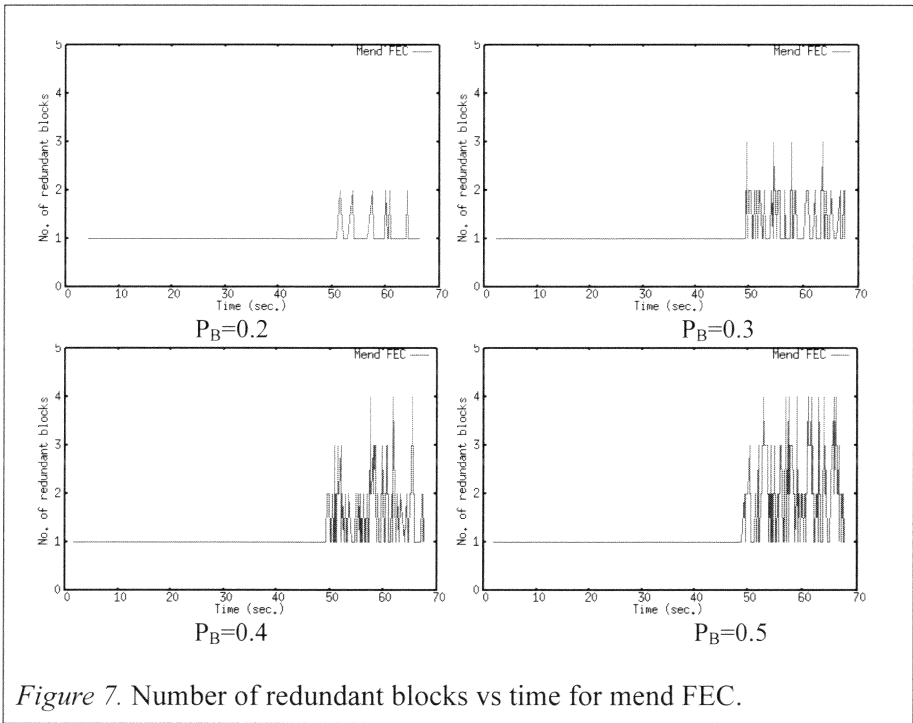 5
Mend FEC
4
3
2
1
0
No. of redundant blocks
0 10 20 30 40 50 60 70
Time (sec.)
P_B=0.2
5
Mend FEC
4
3
2
1
0
No. of redundant blocks
0 10 20 30 40 50 60 70
Time (sec.)
P_B=0.3
5
Mend FEC
4
3
2
1
0
No. of redundant blocks
0 10 20 30 40 50 60 70
Time (sec.)
P_B=0.4
5
Mend FEC
4
3
2
1
0
No. of redundant blocks
0 10 20 30 40 50 60 70
Time (sec.)
P_B=0.5
Figure 7. Number of redundant blocks vs time for mend FEC.